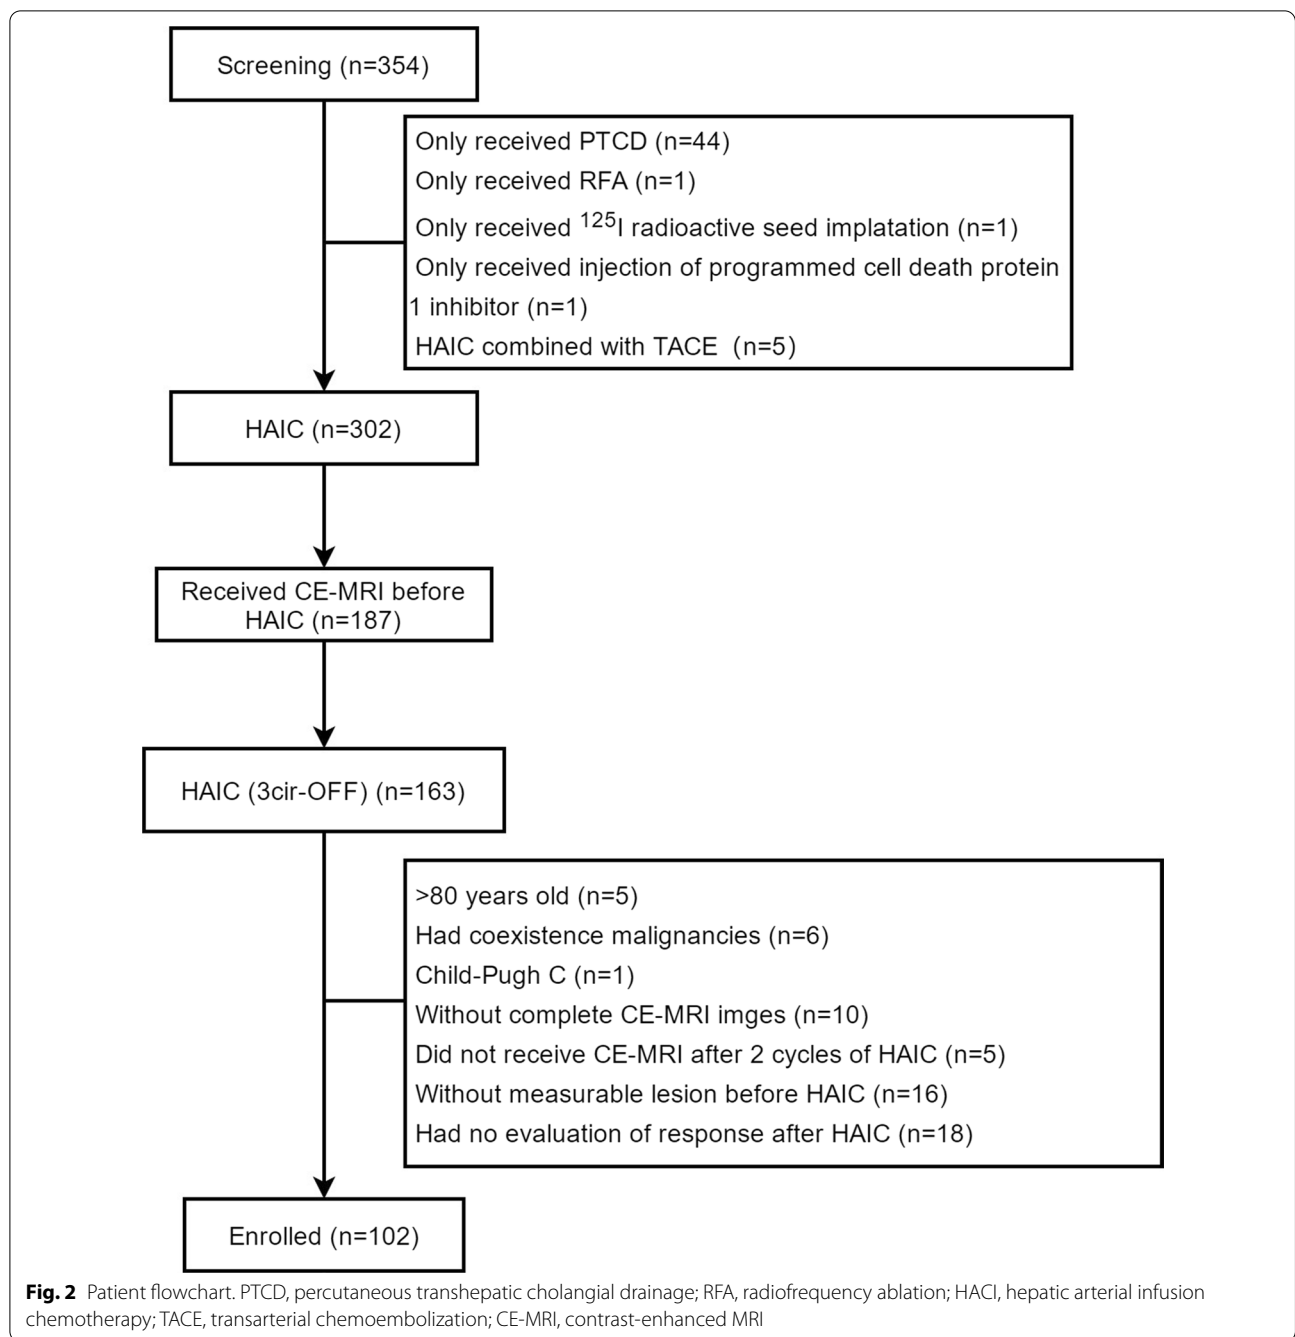 Screening (n=354)
Only received PTCD (n=44)
Only received RFA (n=1)
Only received 125I radioactive seed implatation (n=1)
Only received injection of programmed cell death protein
1 inhibitor (n=1)
HAIC combined with TACE (n=5)
HAIC (n=302)
Received CE-MRI before
HAIC (n=187)
HAIC (3cir-OFF) (n=163)
>80 years old (n=5)
Had coexistence malignancies (n=6)
Child-Pugh C (n=1)
Without complete CE-MRI imges (n=10)
Did not receive CE-MRI after 2 cycles of HAIC (n=5)
Without measurable lesion before HAIC (n=16)
Had no evaluation of response after HAIC (n=18)
Enrolled (n=102)
Fig. 2 Patient flowchart. PTCD, percutaneous transhepatic cholangial drainage; RFA, radiofrequency ablation; HACI, hepatic arterial infusion
chemotherapy; TACE, transarterial chemoembolization; CE-MRI, contrast-enhanced MRI